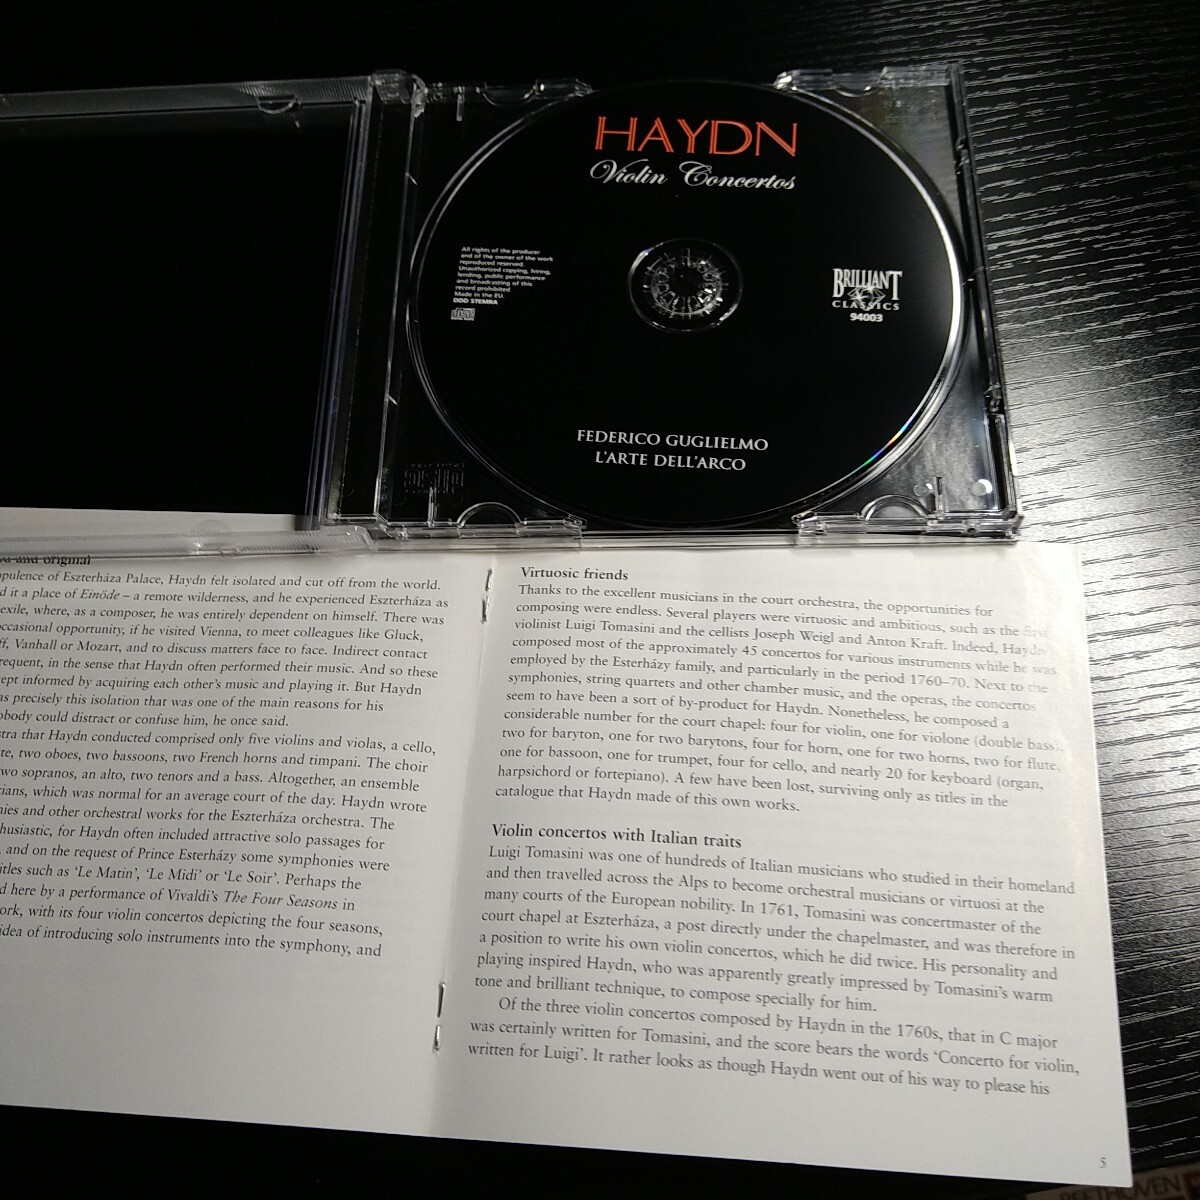 HAYDN
Violin Concertos
All rights of the producer
and of the owner of the work
reproduced reserved.
Unauthorized copying, hiring,
lending, public performance
and broadcasting of this
record prohibited
Made in the EU.
DDD STEMRA
BRILLIANT
CLASSICS
94003
FEDERICO GUGLIELMO
L'ARTE DELL'ARCO
and original
opulence of Eszterháza Palace, Haydn felt isolated and cut off from the world.
it a place of Einöde – a remote wilderness, and he experienced Eszterháza as
exile, where, as a composer, he was entirely dependent on himself. There was
occasional opportunity, if he visited Vienna, to meet colleagues like Gluck,
Vanhall or Mozart, and to discuss matters face to face. Indirect contact
requent, in the sense that Haydn often performed their music. And so these
ept informed by acquiring each other's music and playing it. But Haydn
as precisely this isolation that was one of the main reasons for his
obody could distract or confuse him, he once said.
stra that Haydn conducted comprised only five violins and violas, a cello,
te, two oboes, two bassoons, two French horns and timpani. The choir
wo sopranos, an alto, two tenors and a bass. Altogether, an ensemble
cians, which was normal for an average court of the day. Haydn wrote
nies and other orchestral works for the Eszterháza orchestra. The
husiastic, for Haydn often included attractive solo passages for
, and on the request of Prince Esterházy some symphonies were
itles such as 'Le Matin', 'Le Midi' or 'Le Soir'. Perhaps the
d here by a performance of Vivaldi's The Four Seasons in
ork, with its four violin concertos depicting the four seasons,
idea of introducing solo instruments into the symphony, and
Virtuosic friends
Thanks to the excellent musicians in the court orchestra, the opportunities for
composing were endless. Several players were virtuosic and ambitious, such as the first
violinist Luigi Tomasini and the cellists Joseph Weigl and Anton Kraft. Indeed, Haydn
composed most of the approximately 45 concertos for various instruments while he was
employed by the Esterházy family, and particularly in the period 1760–70. Next to the
symphonies, string quartets and other chamber music, and the operas, the concertos
seem to have been a sort of by-product for Haydn. Nonetheless, he composed a
considerable number for the court chapel: four for violin, one for violone (double bass),
two for baryton, one for two barytons, four for horn, one for two horns, two for flute,
one for bassoon, one for trumpet, four for cello, and nearly 20 for keyboard (organ,
harpsichord or fortepiano). A few have been lost, surviving only as titles in the
catalogue that Haydn made of this own works.
Violin concertos with Italian traits
Luigi Tomasini was one of hundreds of Italian musicians who studied in their homeland
and then travelled across the Alps to become orchestral musicians or virtuosi at the
many courts of the European nobility. In 1761, Tomasini was concertmaster of the
court chapel at Eszterháza, a post directly under the chapelmaster, and was therefore in
a position to write his own violin concertos, which he did twice. His personality and
playing inspired Haydn, who was apparently greatly impressed by Tomasini's warm
tone and brilliant technique, to compose specially for him.
Of the three violin concertos composed by Haydn in the 1760s, that in C major
was certainly written for Tomasini, and the score bears the words 'Concerto for violin,
written for Luigi'. It rather looks as though Haydn went out of his way to please his
5